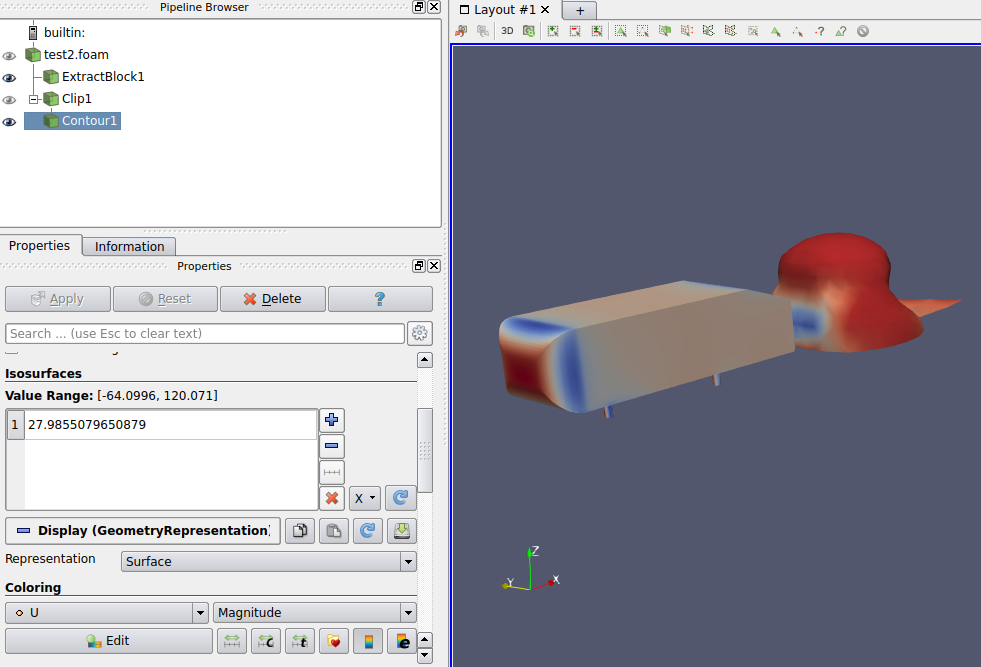 Pipeline Browser
builtin:
test2.foam
ExtractBlock1
Clip1
Contour1
Properties
Information
Properties
Apply
Reset
Delete
?
Search ... (use Esc to clear text)
Isosurfaces
Value Range: [-64.0996, 120.071]
1 27.9855079650879
X
Display (GeometryRepresentation)
Representation
Surface
Coloring
U
Magnitude
Edit
c
t
e
Layout #1
+
3D
?
?
Z
Y
X